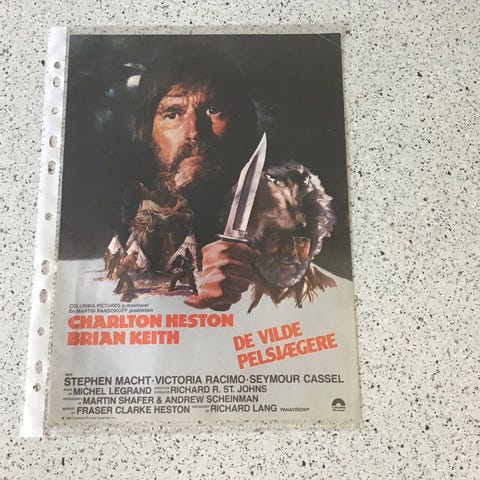 COLUMBIA PICTURES præsenterer
En MARTIN RANSOHOFF produktion
CHARLTON HESTON
BRIAN KEITH
DE VILDE
PELSJÆGERE
STEPHEN MACHT · VICTORIA RACIMO · SEYMOUR CASSEL
MICHEL LEGRAND RICHARD R. ST. JOHNS
MARTIN SHAFER & ANDREW SCHEINMAN
FRASER CLARKE HESTON RICHARD LANG PANAVISION®